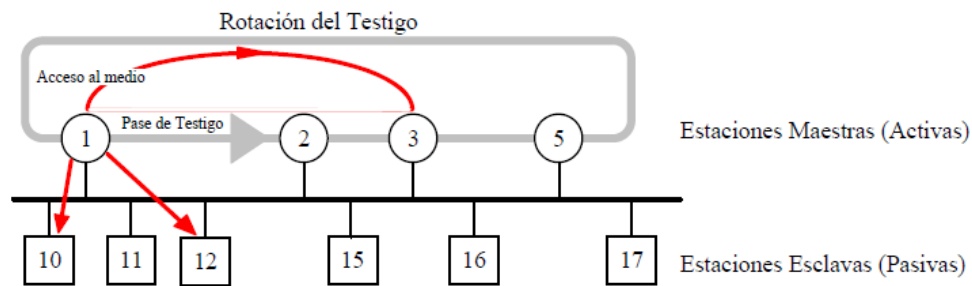 Rotación del Testigo
Acceso al medio
Pase de Testigo
1
2
3
5
Estaciones Maestras (Activas)
10
11
12
15
16
17
Estaciones Esclavas (Pasivas)